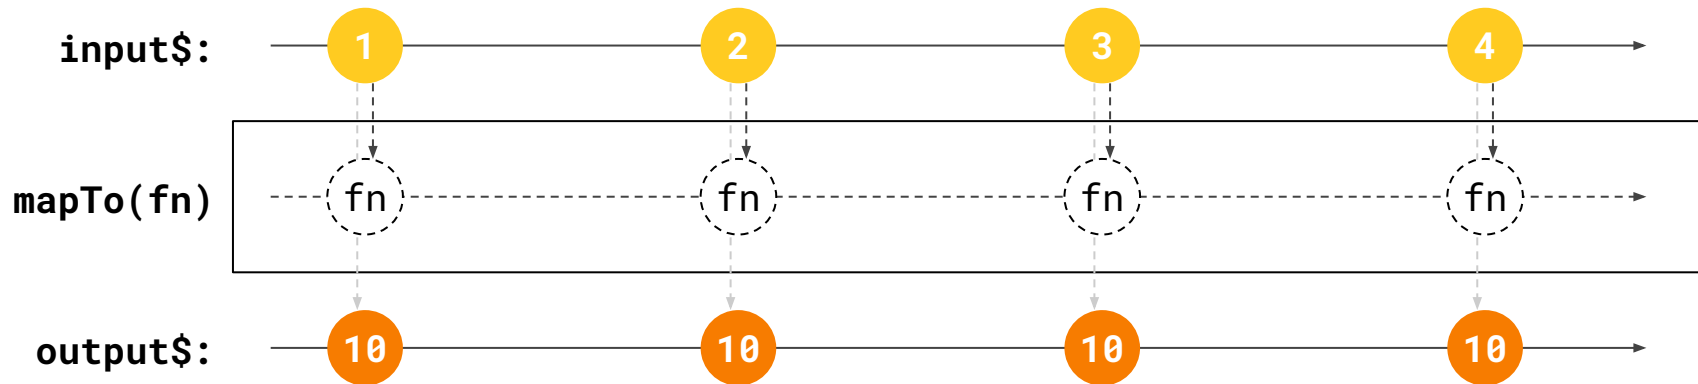 input$: 1 2 3 4
mapTo(fn) fn fn fn fn
output$: 10 10 10 10